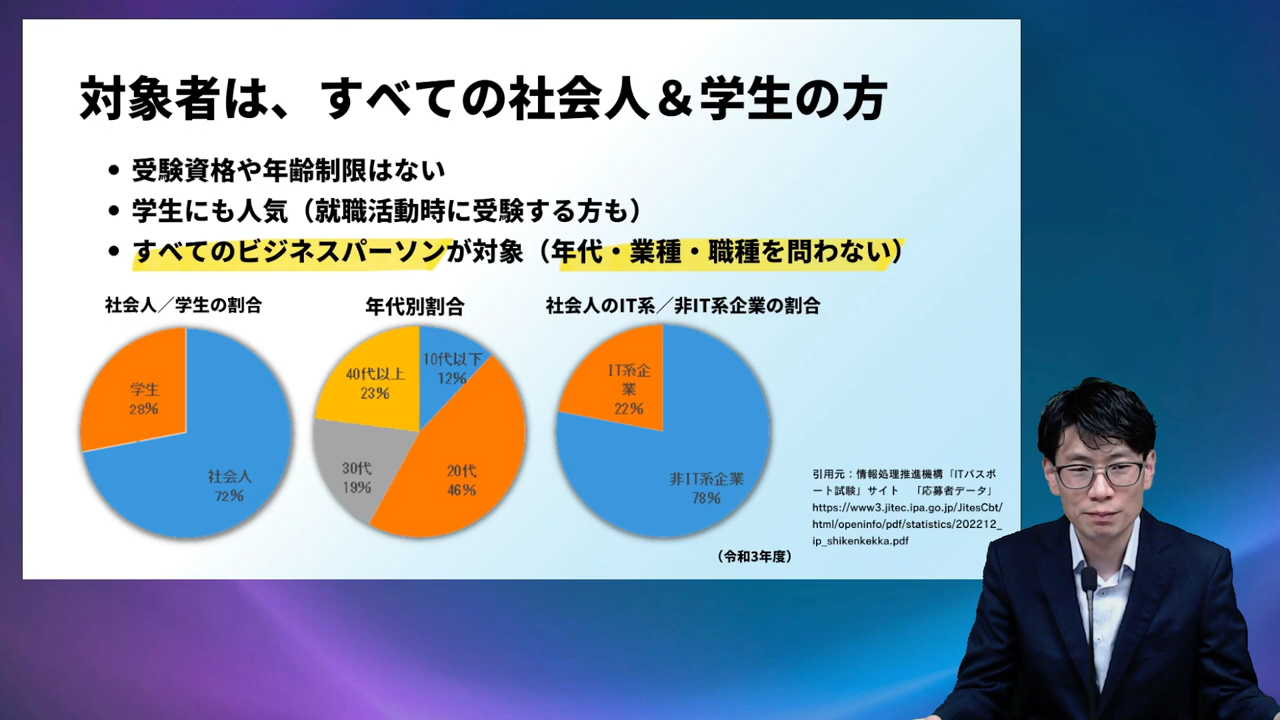 対象者は、すべての社会人＆学生の方
• 受験資格や年齢制限はない
• 学生にも人気（就職活動時に受験する方も）
• すべてのビジネスパーソンが対象（年代・業種・職種を問わない）
社会人／学生の割合
学生
28%
社会人
72%
年代別割合
10代以下
12%
40代以上
23%
30代
19%
20代
46%
社会人のIT系／非IT系企業の割合
IT系企
業
22%
非IT系企業
78%
（令和3年度）
引用元：情報処理推進機構「ITパスポ
ート試験」サイト　「応募者データ」
https://www3.jitec.ipa.go.jp/JitesCbt/
html/openinfo/pdf/statistics/202212_
ip_shikenkekka.pdf